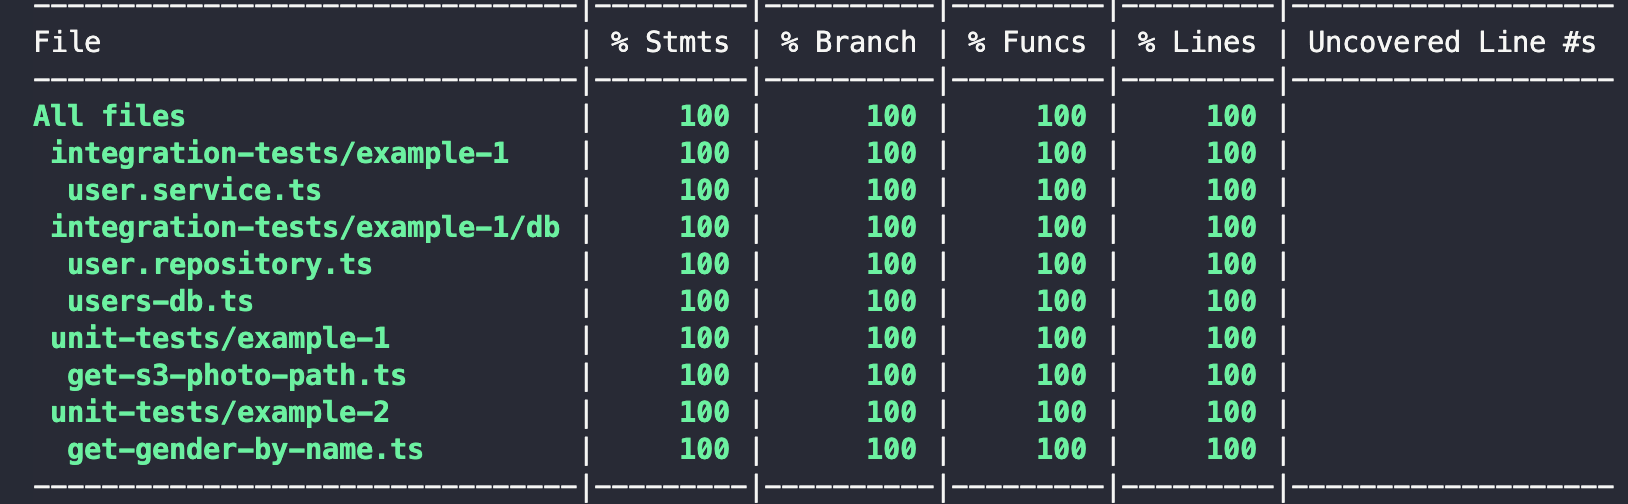 -------------------------------|---------|----------|---------|---------|-------------------
File | % Stmts | % Branch | % Funcs | % Lines | Uncovered Line #s
-------------------------------|---------|----------|---------|---------|-------------------
All files | 100 | 100 | 100 | 100 |
integration-tests/example-1 | 100 | 100 | 100 | 100 |
user.service.ts | 100 | 100 | 100 | 100 |
integration-tests/example-1/db | 100 | 100 | 100 | 100 |
user.repository.ts | 100 | 100 | 100 | 100 |
users-db.ts | 100 | 100 | 100 | 100 |
unit-tests/example-1 | 100 | 100 | 100 | 100 |
get-s3-photo-path.ts | 100 | 100 | 100 | 100 |
unit-tests/example-2 | 100 | 100 | 100 | 100 |
get-gender-by-name.ts | 100 | 100 | 100 | 100 |
-------------------------------|---------|----------|---------|---------|-------------------